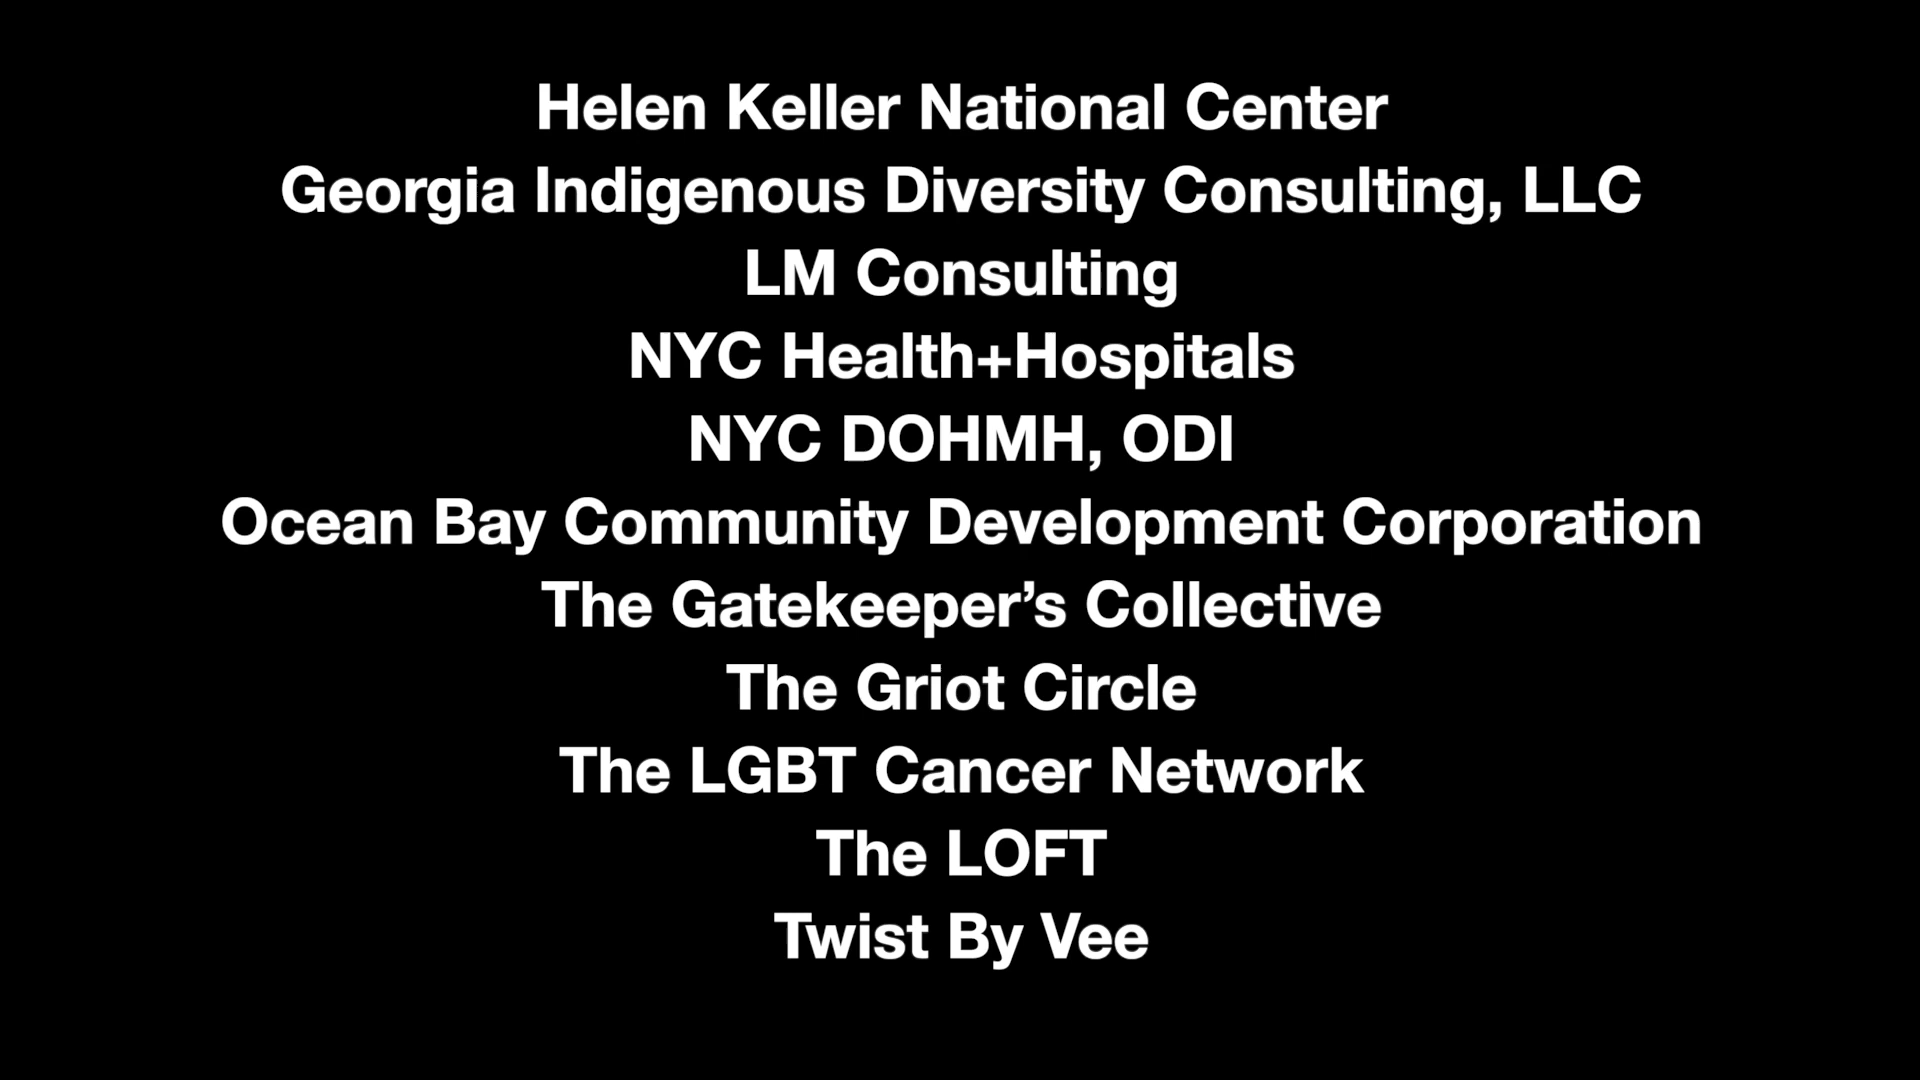 Helen Keller National Center
Georgia Indigenous Diversity Consulting, LLC
LM Consulting
NYC Health+Hospitals
NYC DOHMH, ODI
Ocean Bay Community Development Corporation
The Gatekeeper’s Collective
The Griot Circle
The LGBT Cancer Network
The LOFT
Twist By Vee